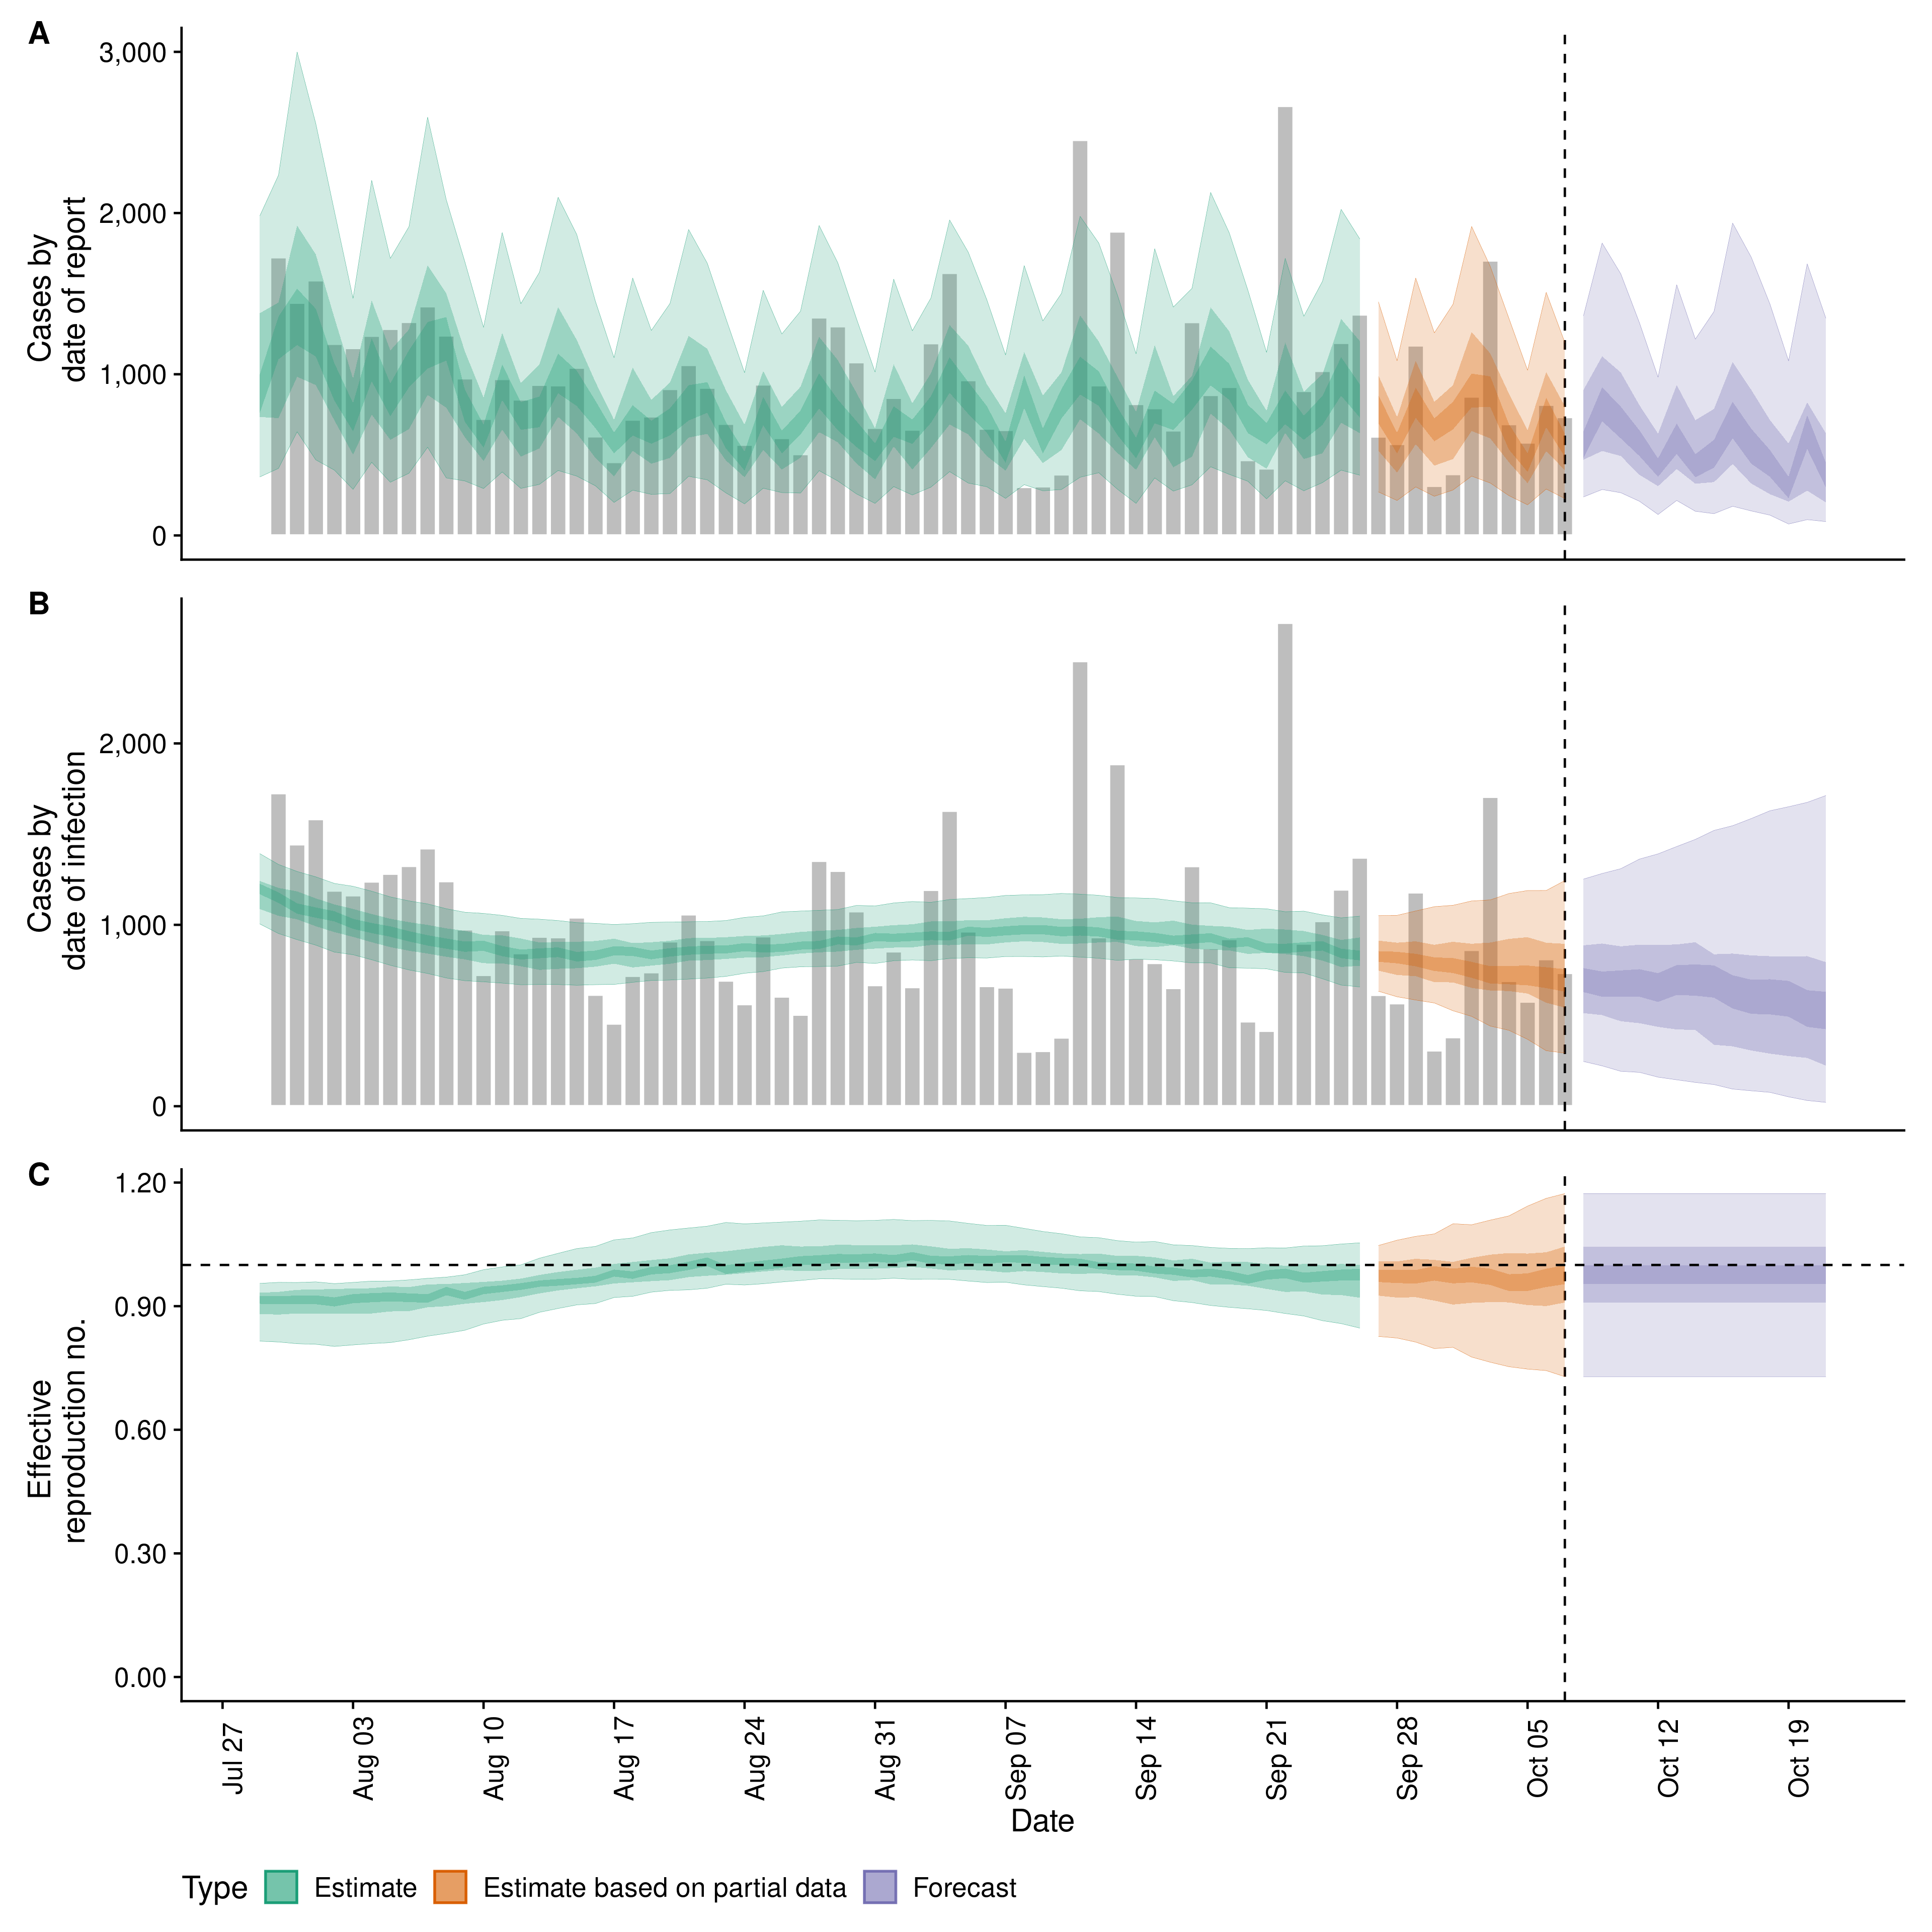 A
Cases by
date of report
3,000
2,000
1,000
0
B
Cases by
date of infection
2,000
1,000
0
C
Effective
reproduction no.
1.20
0.90
0.60
0.30
0.00
Jul 27
Aug 03
Aug 10
Aug 17
Aug 24
Aug 31
Sep 07
Sep 14
Sep 21
Sep 28
Oct 05
Oct 12
Oct 19
Date
Type Estimate Estimate based on partial data Forecast